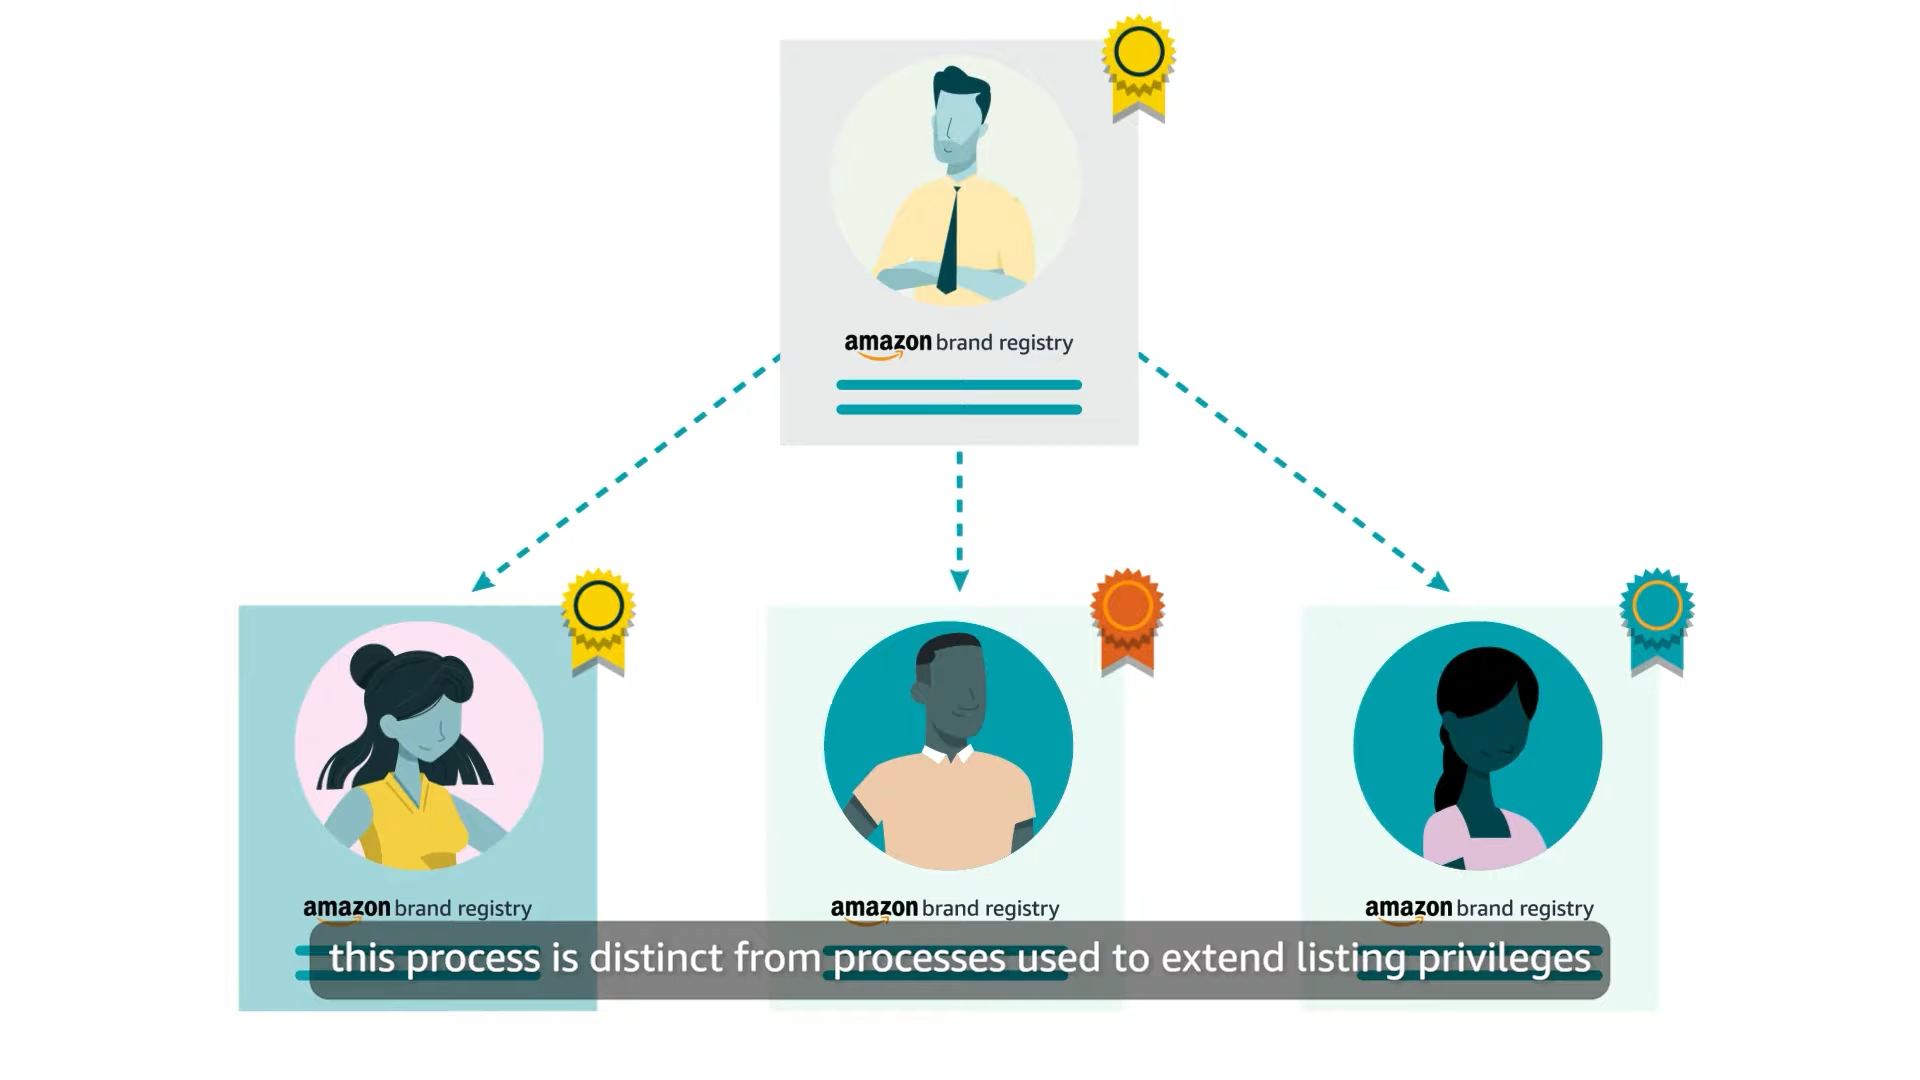 amazon brand registry
amazon brand registry
amazon brand registry
amazon brand registry
this process is distinct from processes used to extend listing privileges